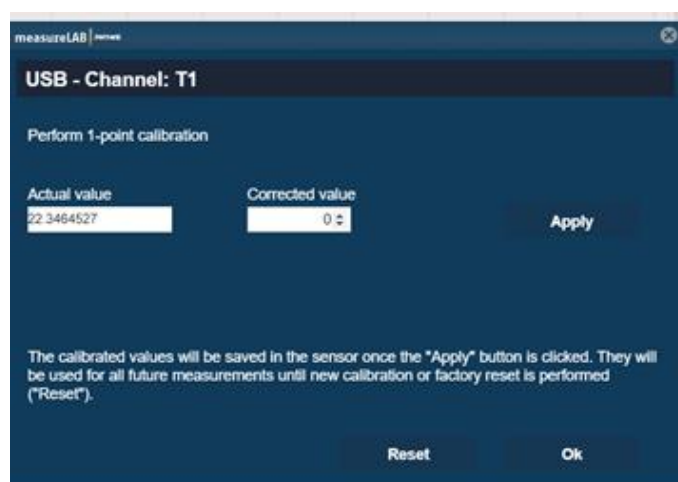 measureLAB
USB - Channel: T1
Perform 1-point calibration
Actual value Corrected value
22.3464527 0 Apply
The calibrated values will be saved in the sensor once the "Apply" button is clicked. They will
be used for all future measurements until new calibration or factory reset is performed
("Reset").
Reset Ok